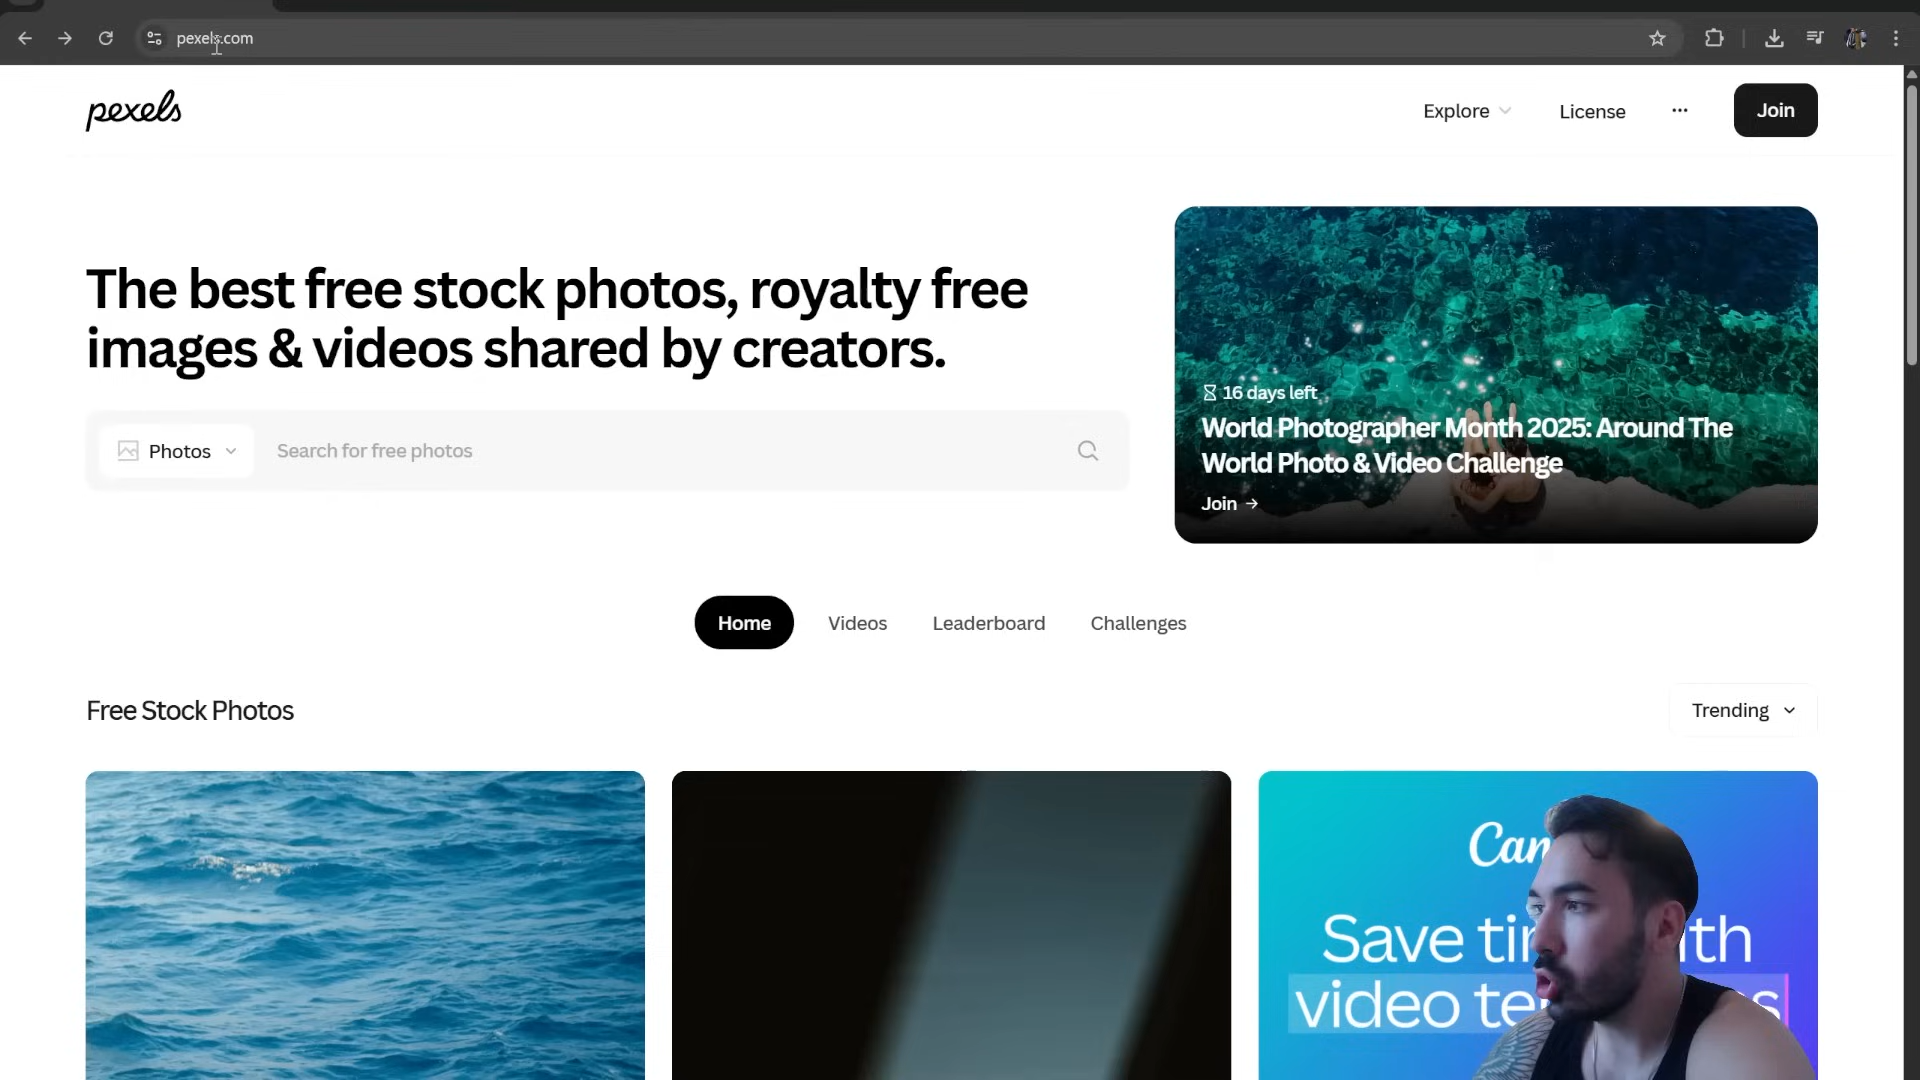 pexels.com
pexels
Explore
License
Join
The best free stock photos, royalty free
images & videos shared by creators.
Photos
Search for free photos
16 days left
World Photographer Month 2025: Around The
World Photo & Video Challenge
Join →
Home
Videos
Leaderboard
Challenges
Free Stock Photos
Trending
Save
video